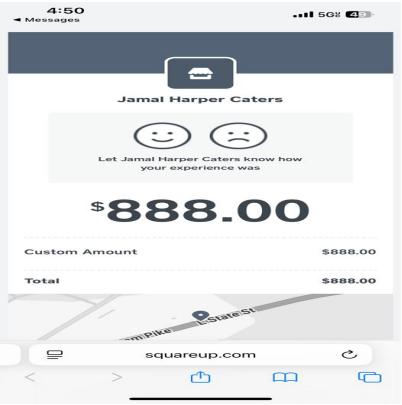 4:50
5G
49
◄ Messages
Jamal Harper Caters
Let Jamal Harper Caters know how
your experience was
$888.00
Custom Amount $888.00
Total $888.00
E State St
Pike
squareup.com